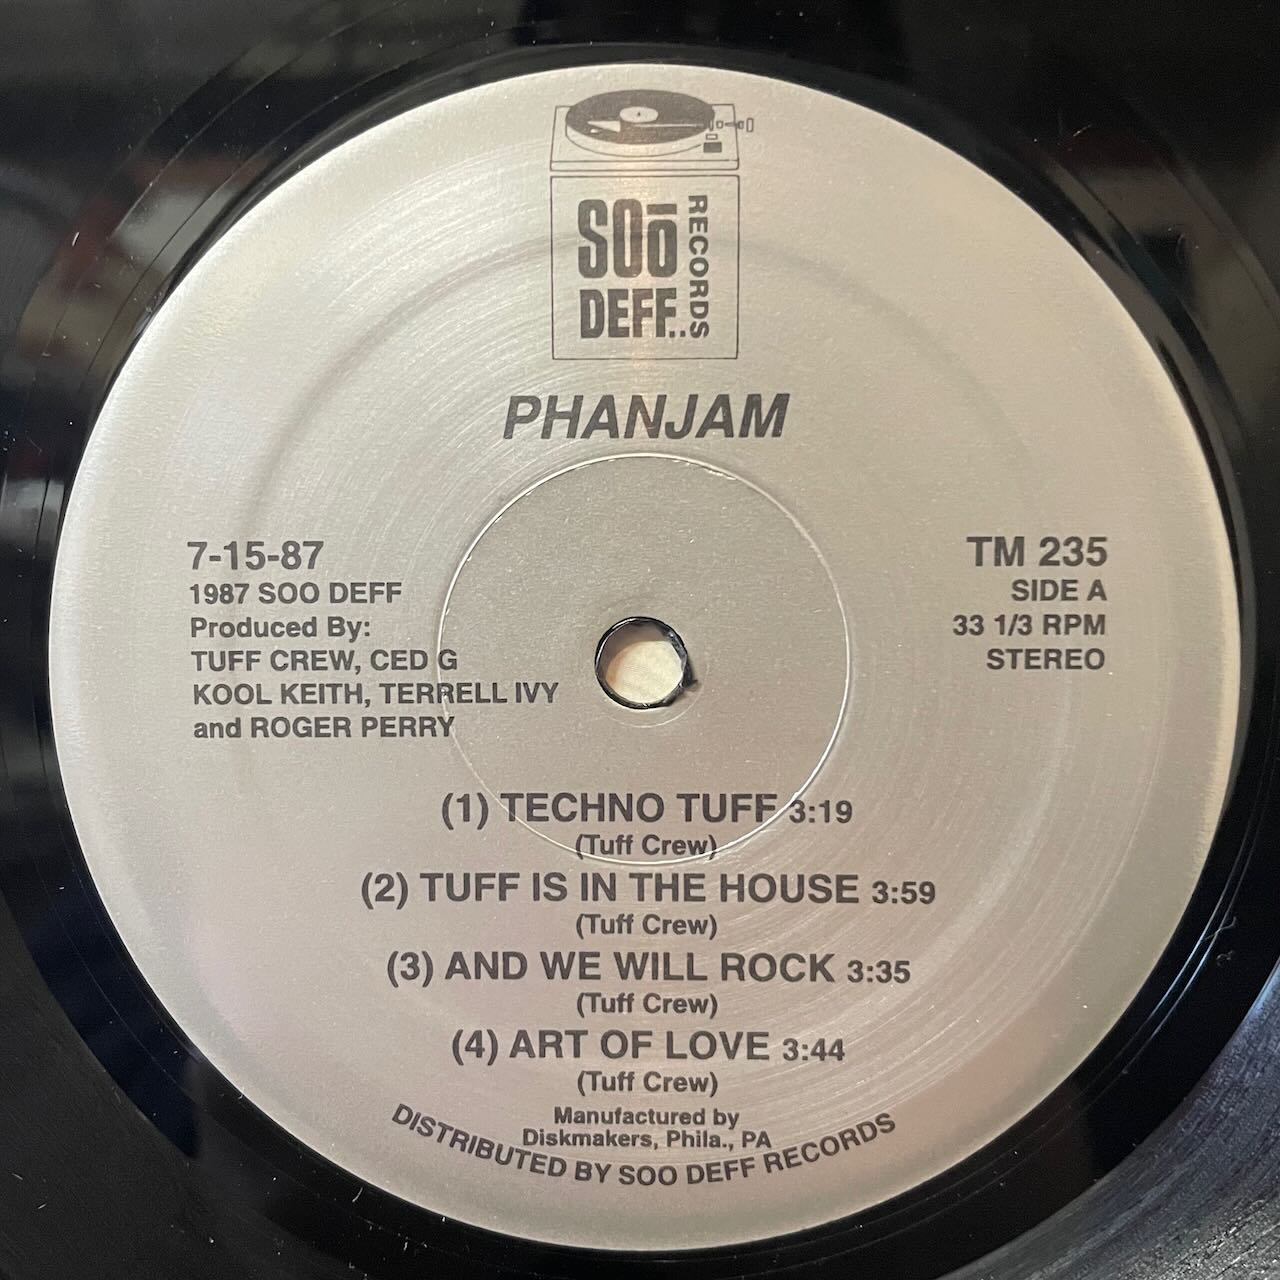 SOO
DEFF..
RECORDS
PHANJAM
7-15-87
1987 SOO DEFF
Produced By:
TUFF CREW, CED G
KOOL KEITH, TERRELL IVY
and ROGER PERRY
TM 235
SIDE A
33 1/3 RPM
STEREO
(1) TECHNO TUFF 3:19
(Tuff Crew)
(2) TUFF IS IN THE HOUSE 3:59
(Tuff Crew)
(3) AND WE WILL ROCK 3:35
(Tuff Crew)
(4) ART OF LOVE 3:44
(Tuff Crew)
Manufactured by
Diskmakers, Phila., PA
DISTRIBUTED BY SOO DEFF RECORDS